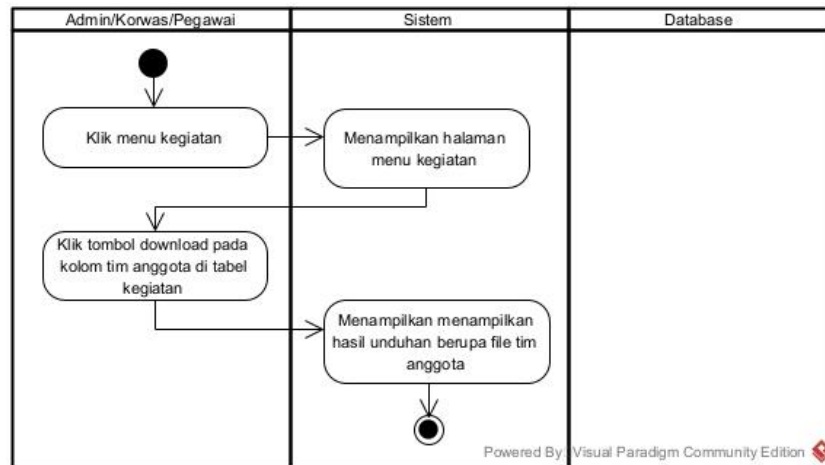 Admin/Korwas/Pegawai
Sistem
Database
Klik menu kegiatan
Menampilkan halaman
menu kegiatan
Klik tombol download pada
kolom tim anggota di tabel
kegiatan
Menampilkan menampilkan
hasil unduhan berupa file tim
anggota
Powered By Visual Paradigm Community Edition